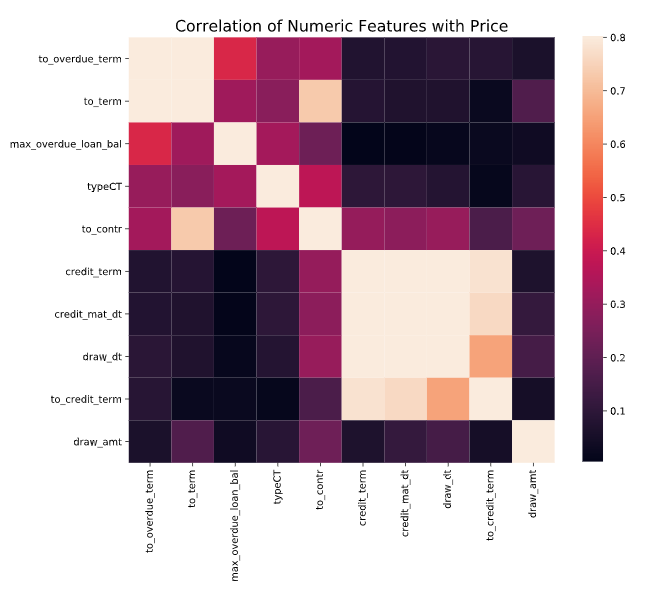 Correlation of Numeric Features with Price
to_overdue_term
to_term
max_overdue_loan_bal
typeCT
to_contr
credit_term
credit_mat_dt
draw_dt
to_credit_term
draw_amt
to_overdue_term
to_term
max_overdue_loan_bal
typeCT
to_contr
credit_term
credit_mat_dt
draw_dt
to_credit_term
draw_amt
0.8
0.7
0.6
0.5
0.4
0.3
0.2
0.1